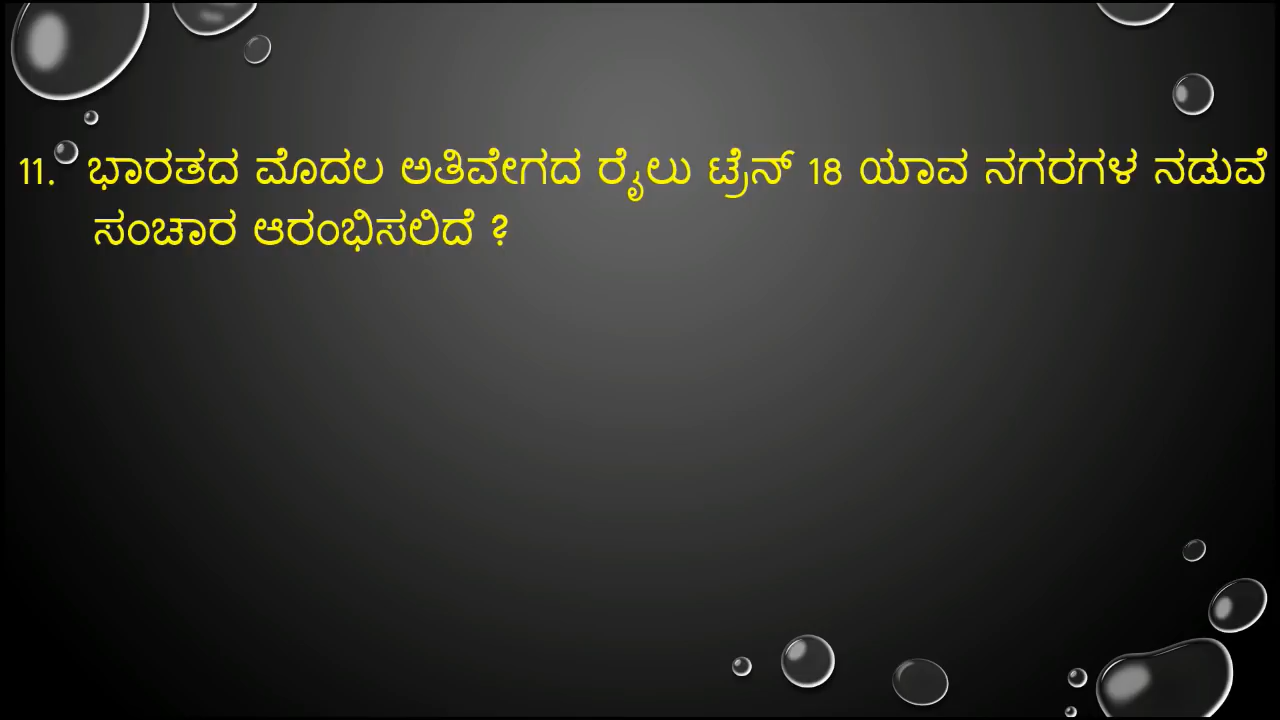 11. ಭಾರತದ ಮೊದಲ ಅತಿವೇಗದ ರೈಲು ಟ್ರೆನ್ 18 ಯಾವ ನಗರಗಳ ನಡುವೆ
ಸಂಚಾರ ಆರಂಭಿಸಲಿದೆ ?